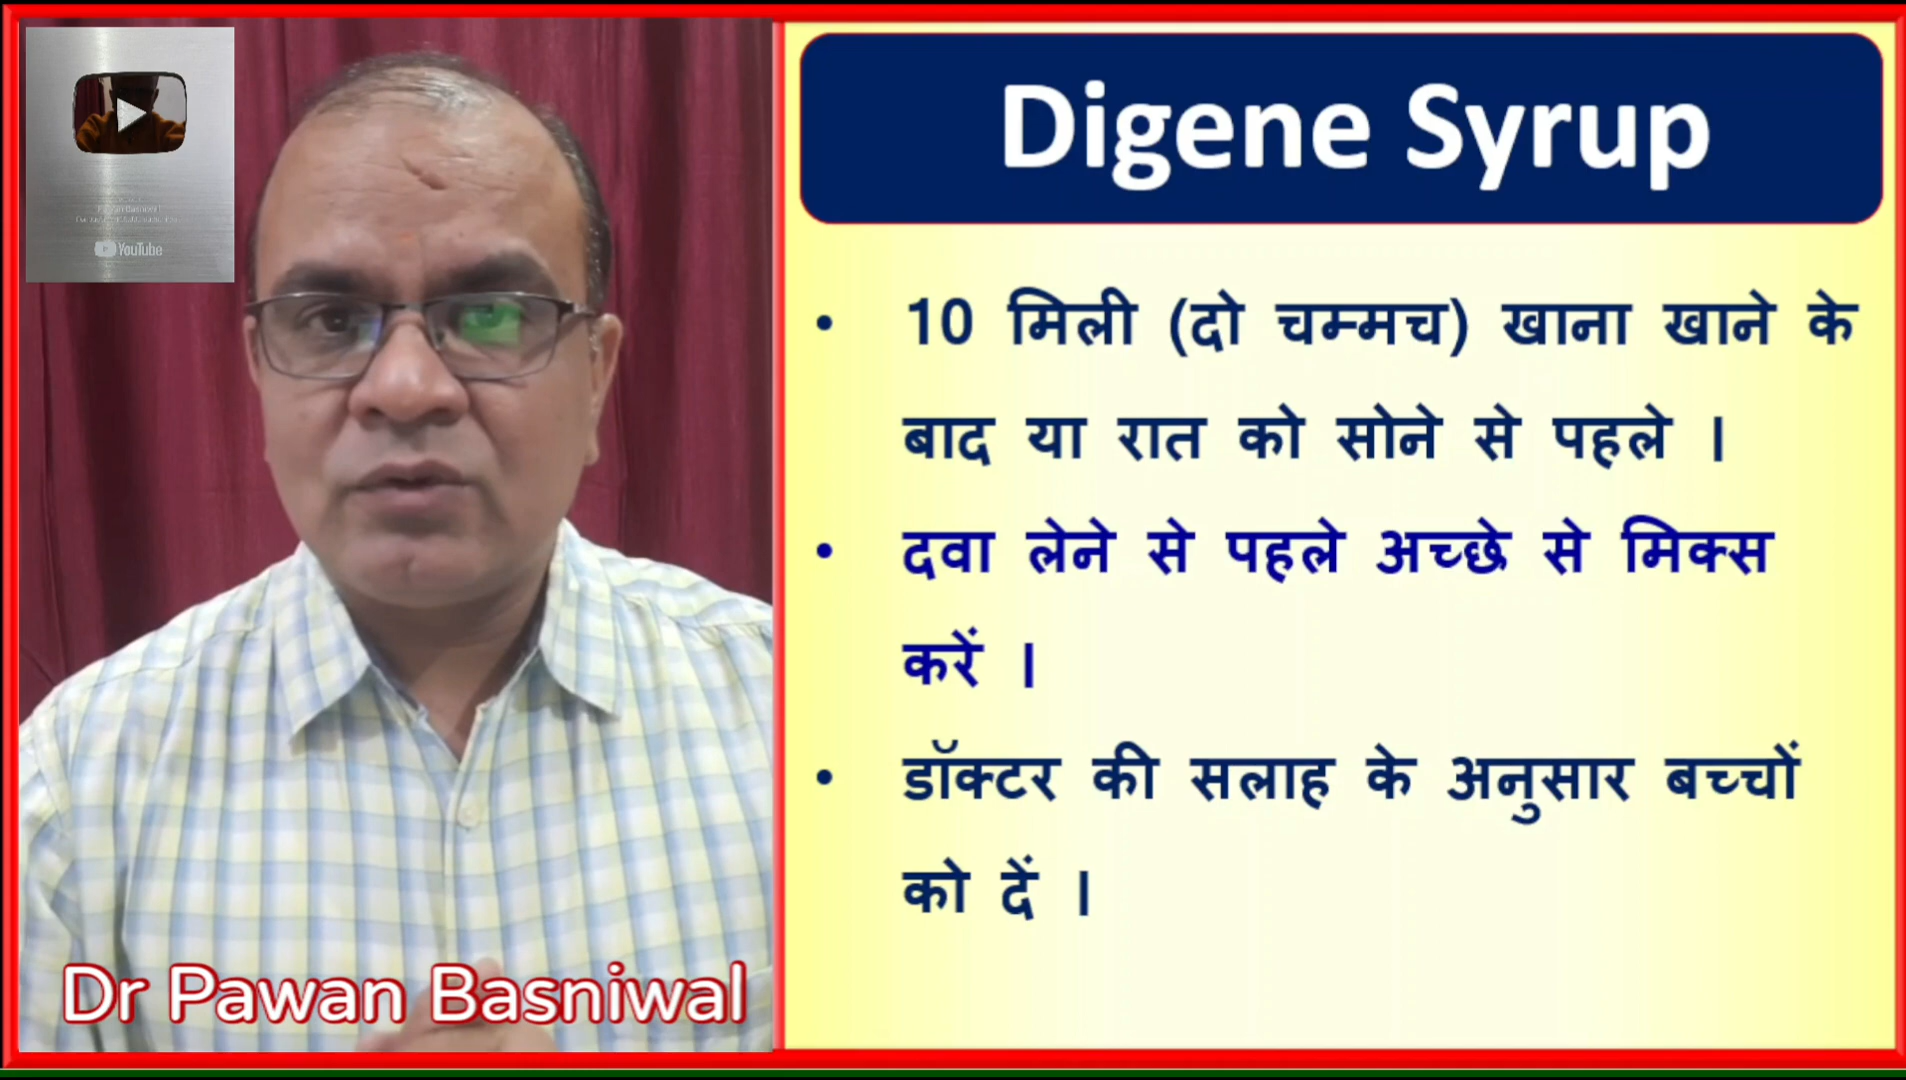 YouTube
Digene Syrup
• 10 मिली (दो चम्मच) खाना खाने के
बाद या रात को सोने से पहले ।
• दवा लेने से पहले अच्छे से मिक्स
करें ।
• डॉक्टर की सलाह के अनुसार बच्चों
को दें ।
Dr Pawan Basniwal